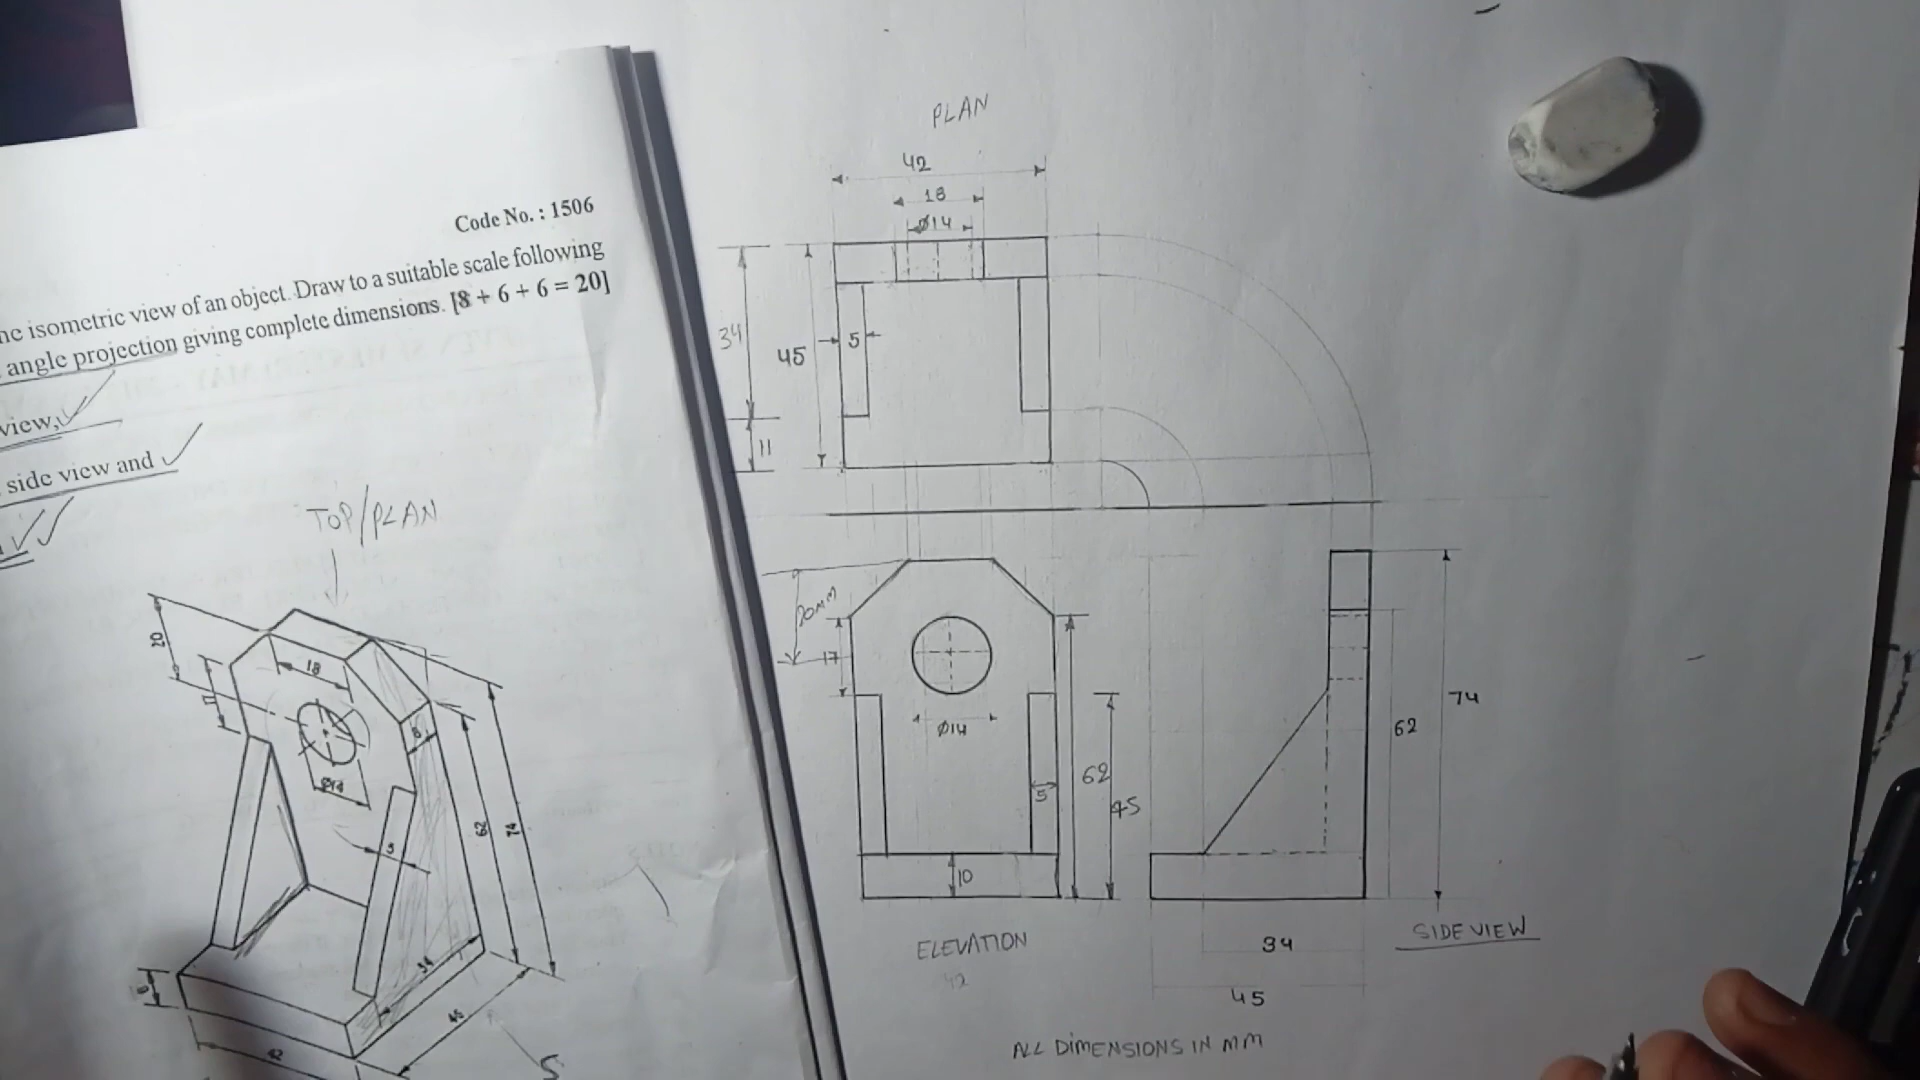 Code No. : 1506
isometric view of an object. Draw to a suitable scale following
angle projection giving complete dimensions. [8 + 6 + 6 = 20]
view,
side view and
TOP/PLAN
20
18
Ø14
5
62
74
34
45
42
PLAN
42
18
Ø14
34
45
5
11
20MM
17
Ø14
62
45
5
10
ELEVATION
42
74
62
34
45
SIDE VIEW
ALL DIMENSIONS IN MM